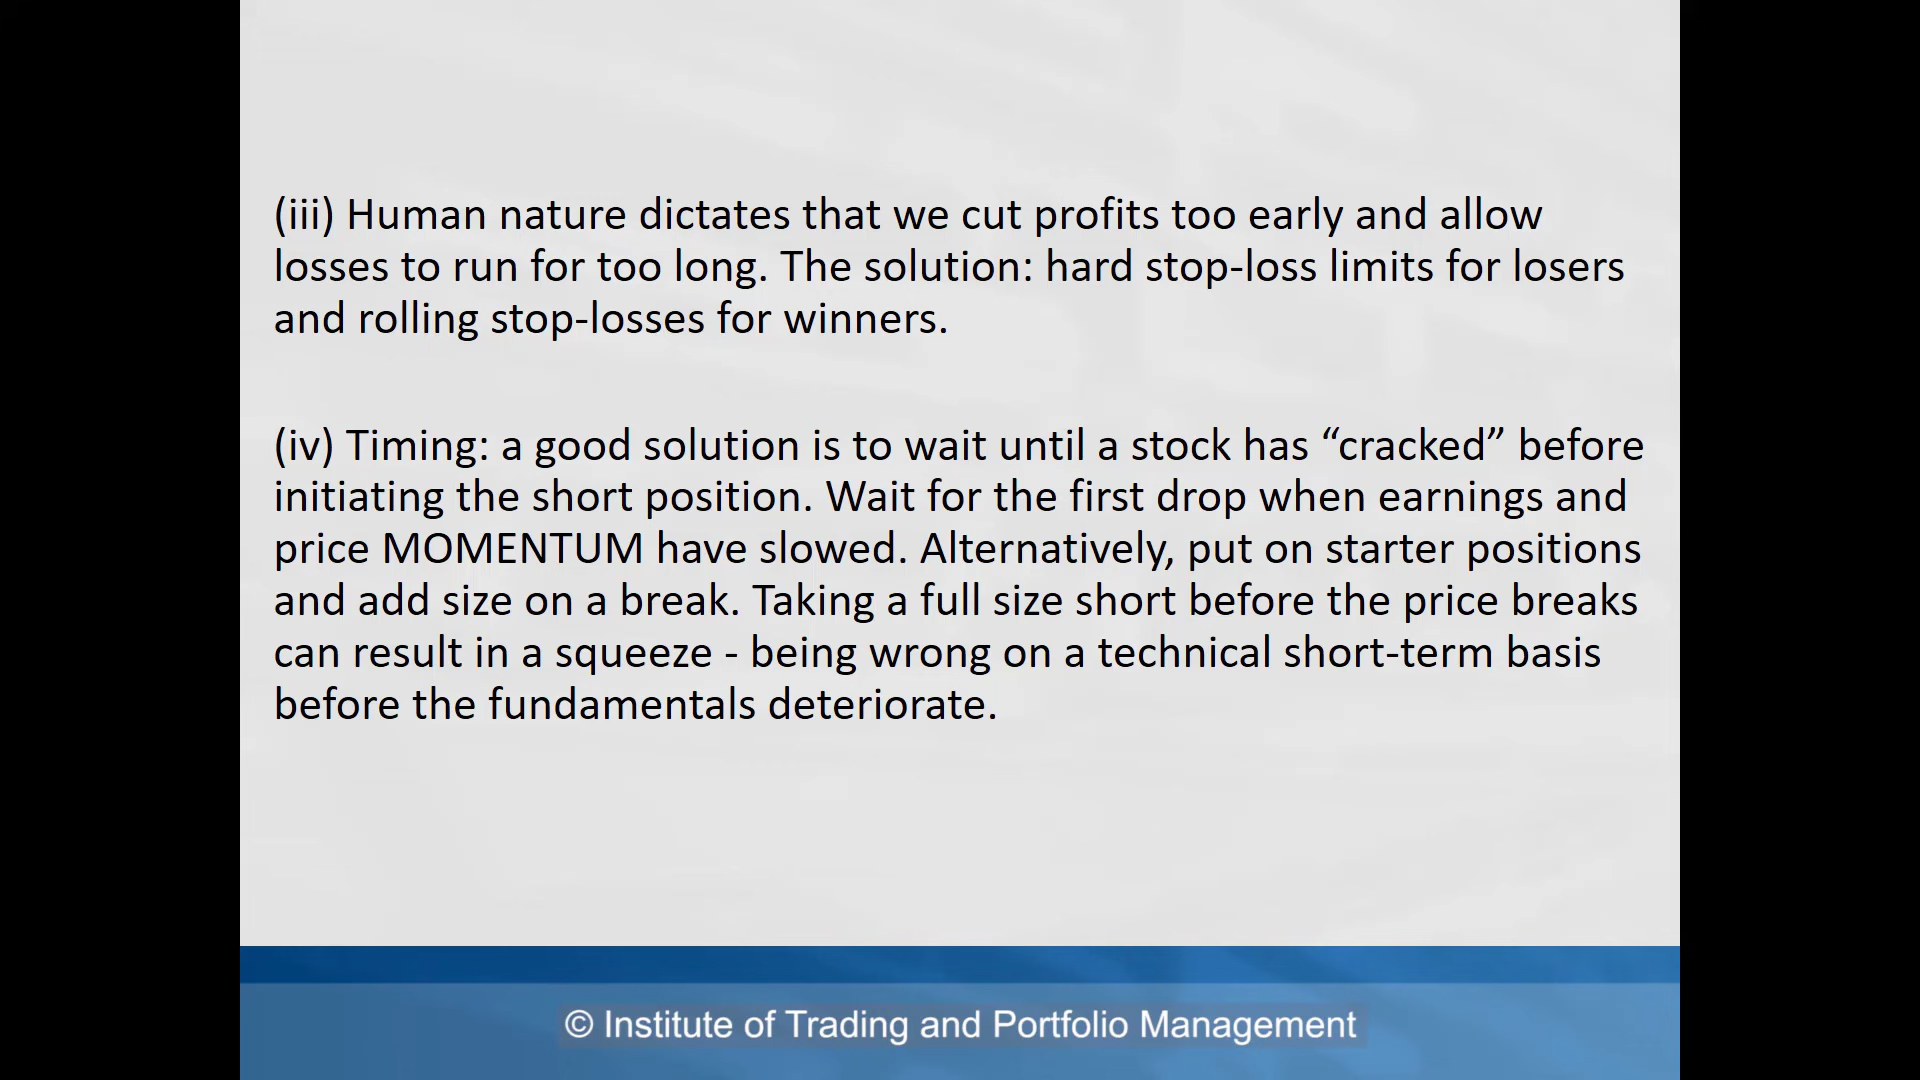 (iii) Human nature dictates that we cut profits too early and allow
losses to run for too long. The solution: hard stop-loss limits for losers
and rolling stop-losses for winners.
(iv) Timing: a good solution is to wait until a stock has “cracked” before
initiating the short position. Wait for the first drop when earnings and
price MOMENTUM have slowed. Alternatively, put on starter positions
and add size on a break. Taking a full size short before the price breaks
can result in a squeeze - being wrong on a technical short-term basis
before the fundamentals deteriorate.
© Institute of Trading and Portfolio Management